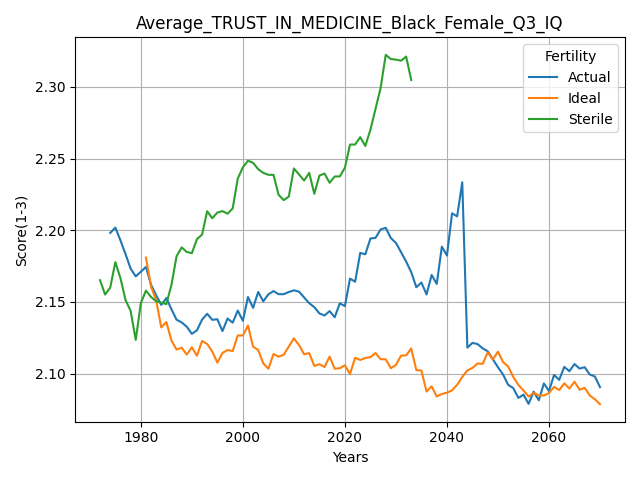 Average_TRUST_IN_MEDICINE_Black_Female_Q3_IQ
Fertility
Actual
Ideal
Sterile
Score(1-3)
2.30
2.25
2.20
2.15
2.10
1980
2000
2020
2040
2060
Years